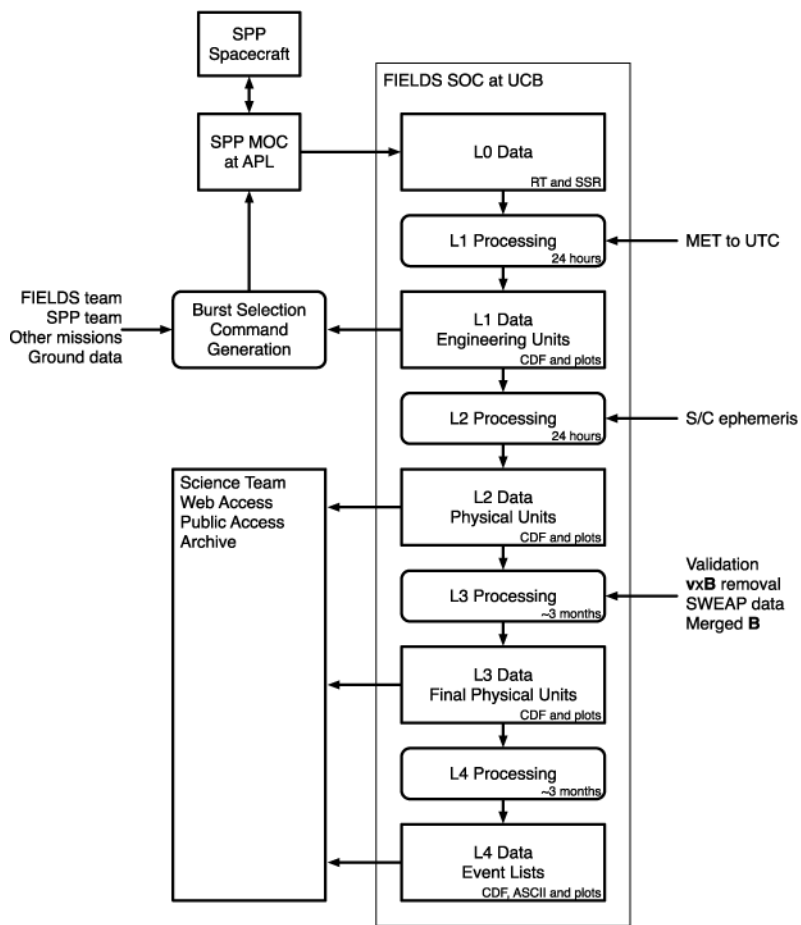 SPP
Spacecraft
FIELDS SOC at UCB
SPP MOC
at APL
L0 Data
RT and SSR
L1 Processing
24 hours
MET to UTC
FIELDS team
SPP team
Other missions
Ground data
Burst Selection
Command
Generation
L1 Data
Engineering Units
CDF and plots
L2 Processing
24 hours
S/C ephemeris
Science Team
Web Access
Public Access
Archive
L2 Data
Physical Units
CDF and plots
L3 Processing
~3 months
Validation
vxB removal
SWEAP data
Merged B
L3 Data
Final Physical Units
CDF and plots
L4 Processing
~3 months
L4 Data
Event Lists
CDF, ASCII and plots